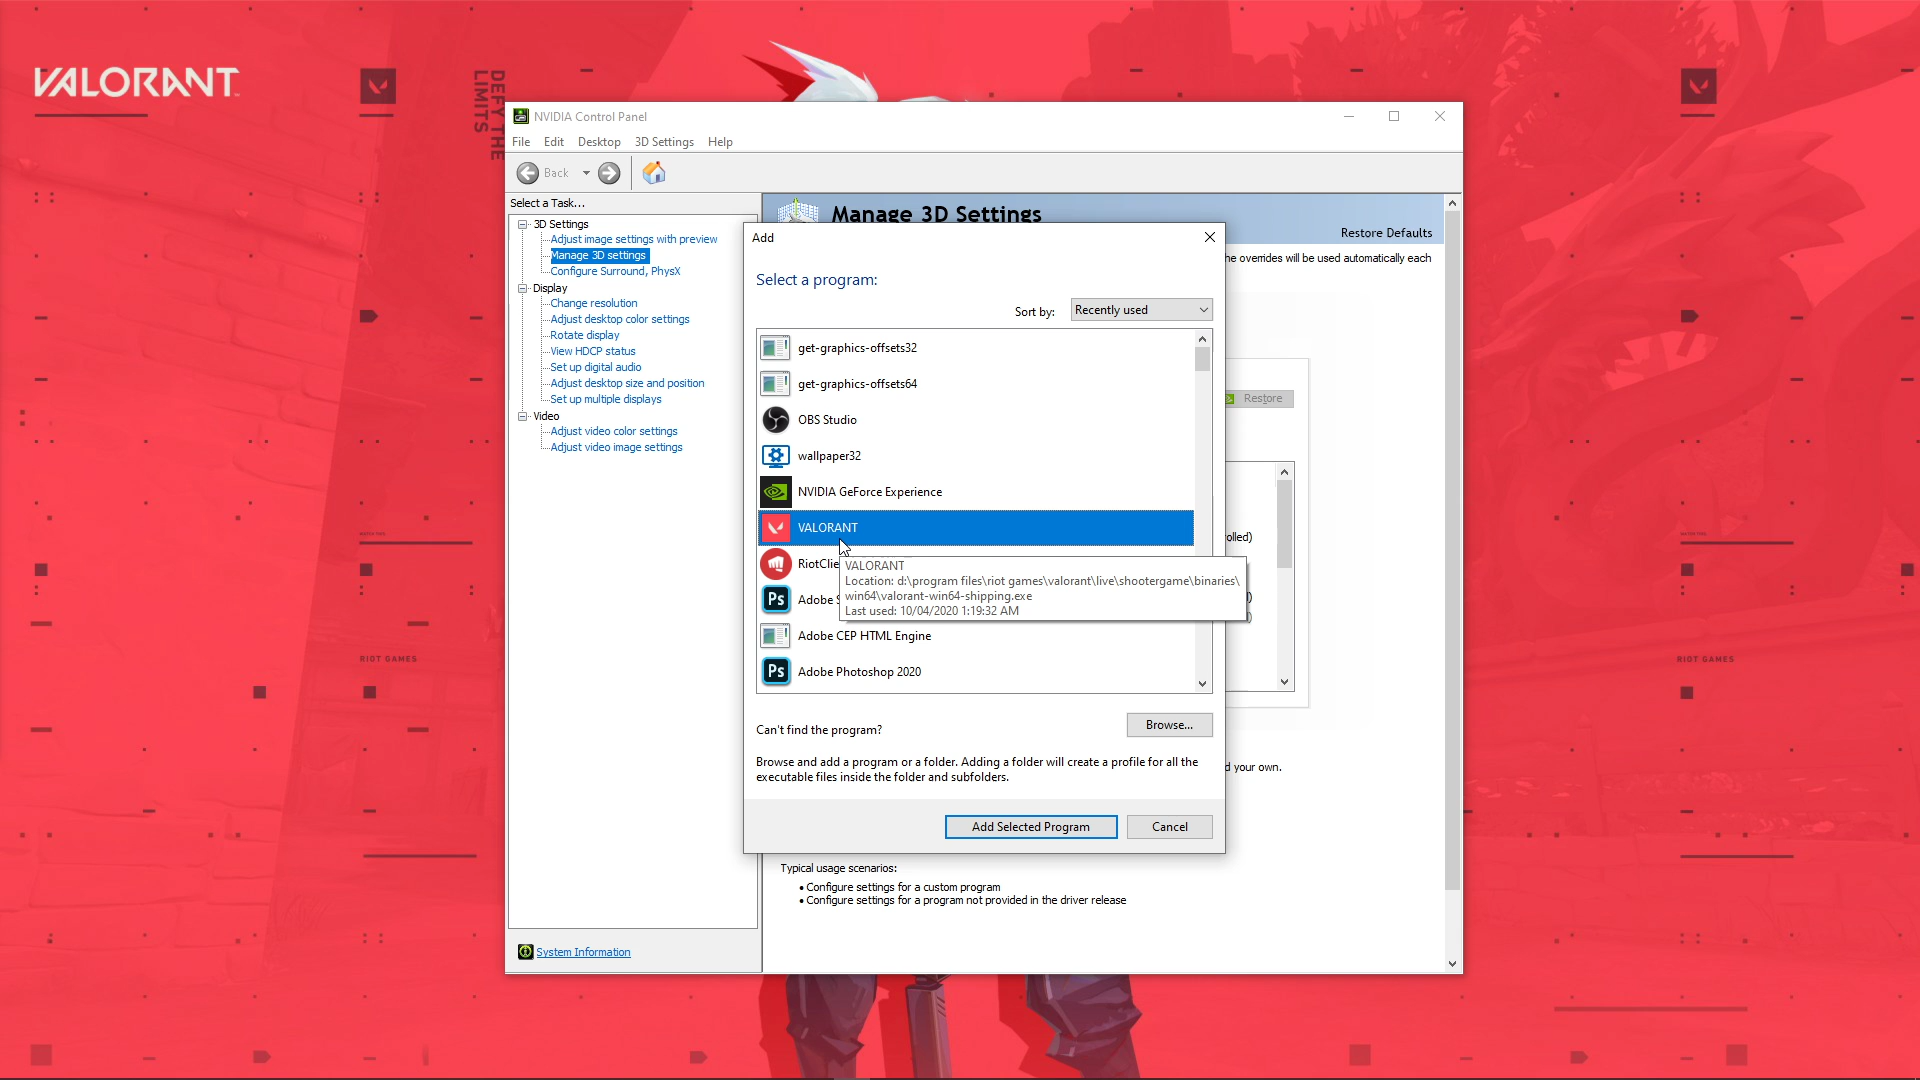 VALORANT
DEFY THE
LIMITS
NVIDIA Control Panel
File Edit Desktop 3D Settings Help
Back
Select a Task...
3D Settings
Adjust image settings with preview
Manage 3D settings
Configure Surround, PhysX
Display
Change resolution
Adjust desktop color settings
Rotate display
View HDCP status
Set up digital audio
Adjust desktop size and position
Set up multiple displays
Video
Adjust video color settings
Adjust video image settings
System Information
Manage 3D Settings
Restore Defaults
he overrides will be used automatically each
Restore
olled)
d your own.
Add
Select a program:
Sort by: Recently used
get-graphics-offsets32
get-graphics-offsets64
OBS Studio
wallpaper32
NVIDIA GeForce Experience
VALORANT
RiotClie
VALORANT
Location: d:\program files\riot games\valorant\live\shootergame\binaries\
win64\valorant-win64-shipping.exe
Last used: 10/04/2020 1:19:32 AM
Adobe S
Adobe CEP HTML Engine
Ps Adobe Photoshop 2020
Can't find the program?
Browse...
Browse and add a program or a folder. Adding a folder will create a profile for all the
executable files inside the folder and subfolders.
Add Selected Program Cancel
Typical usage scenarios:
• Configure settings for a custom program
• Configure settings for a program not provided in the driver release
RIOT GAMES
RIOT GAMES